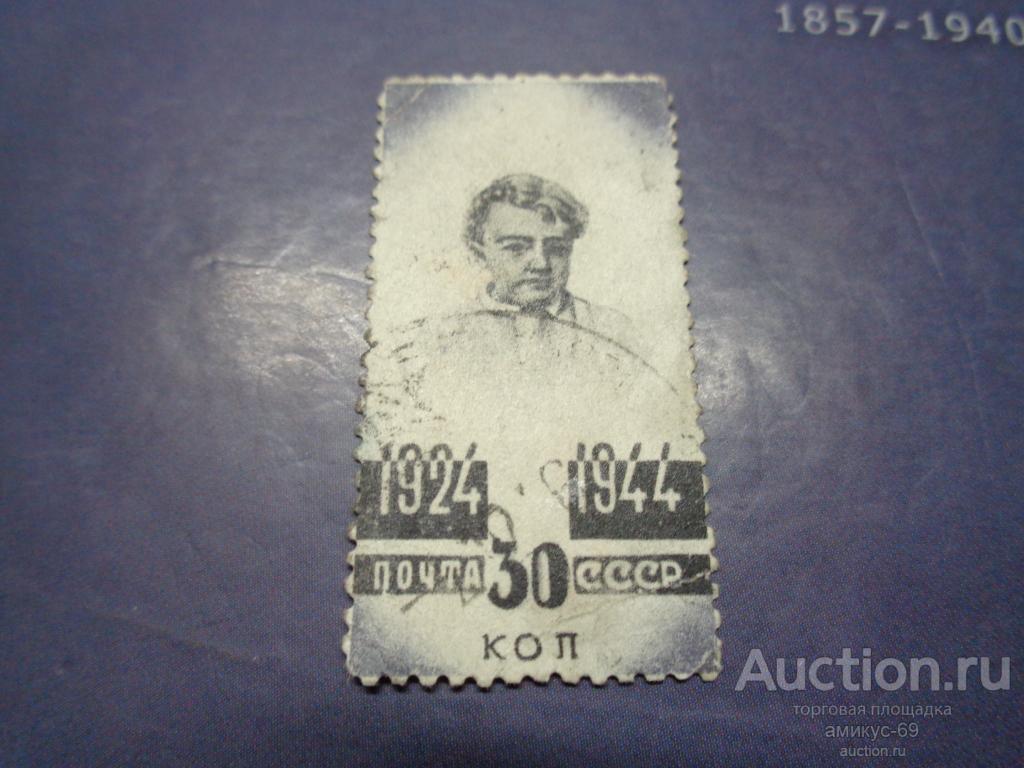 1857-1940
1924 1944
ПОЧТА 30 СССР
КОП
Auction.ru
торговая площадка
амикус-69
auction.ru